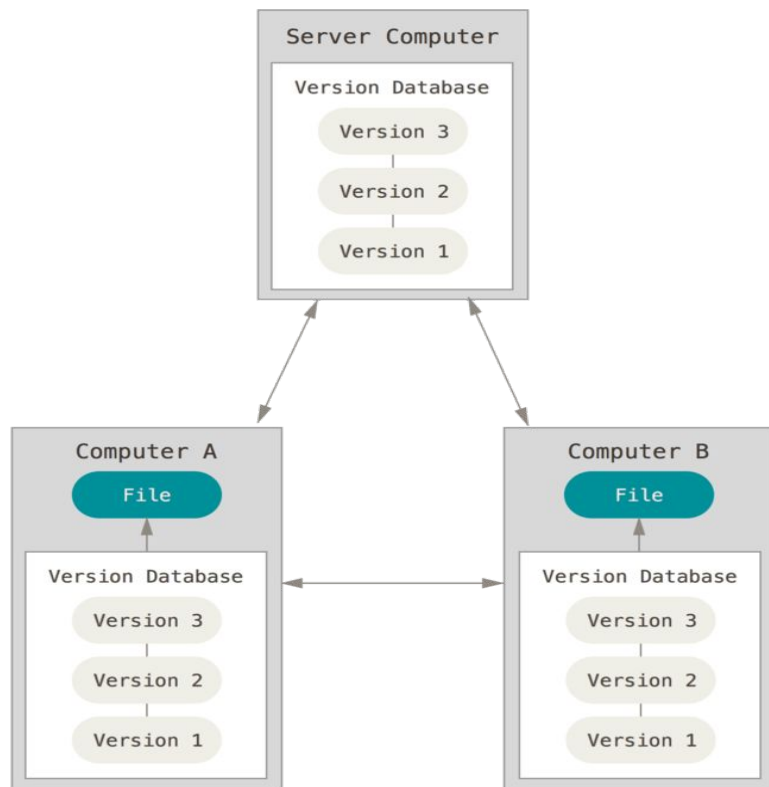 Server Computer
Version Database
Version 3
Version 2
Version 1
Computer A
File
Version Database
Version 3
Version 2
Version 1
Computer B
File
Version Database
Version 3
Version 2
Version 1